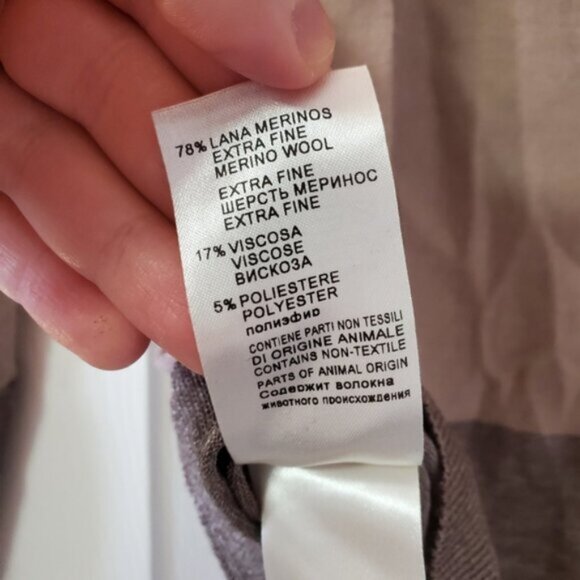 78% LANA MERINOS
EXTRA FINE
MERINO WOOL
EXTRA FINE
ШЕРСТЬ МЕРИНОС
EXTRA FINE
17% VISCOSA
VISCOSE
ВИСКОЗА
5% POLIESTERE
POLYESTER
полиэфир
CONTIENE PARTI NON TESSILI
DI ORIGINE ANIMALE
CONTAINS NON-TEXTILE
PARTS OF ANIMAL ORIGIN
Содержит волокна
животного происхождения